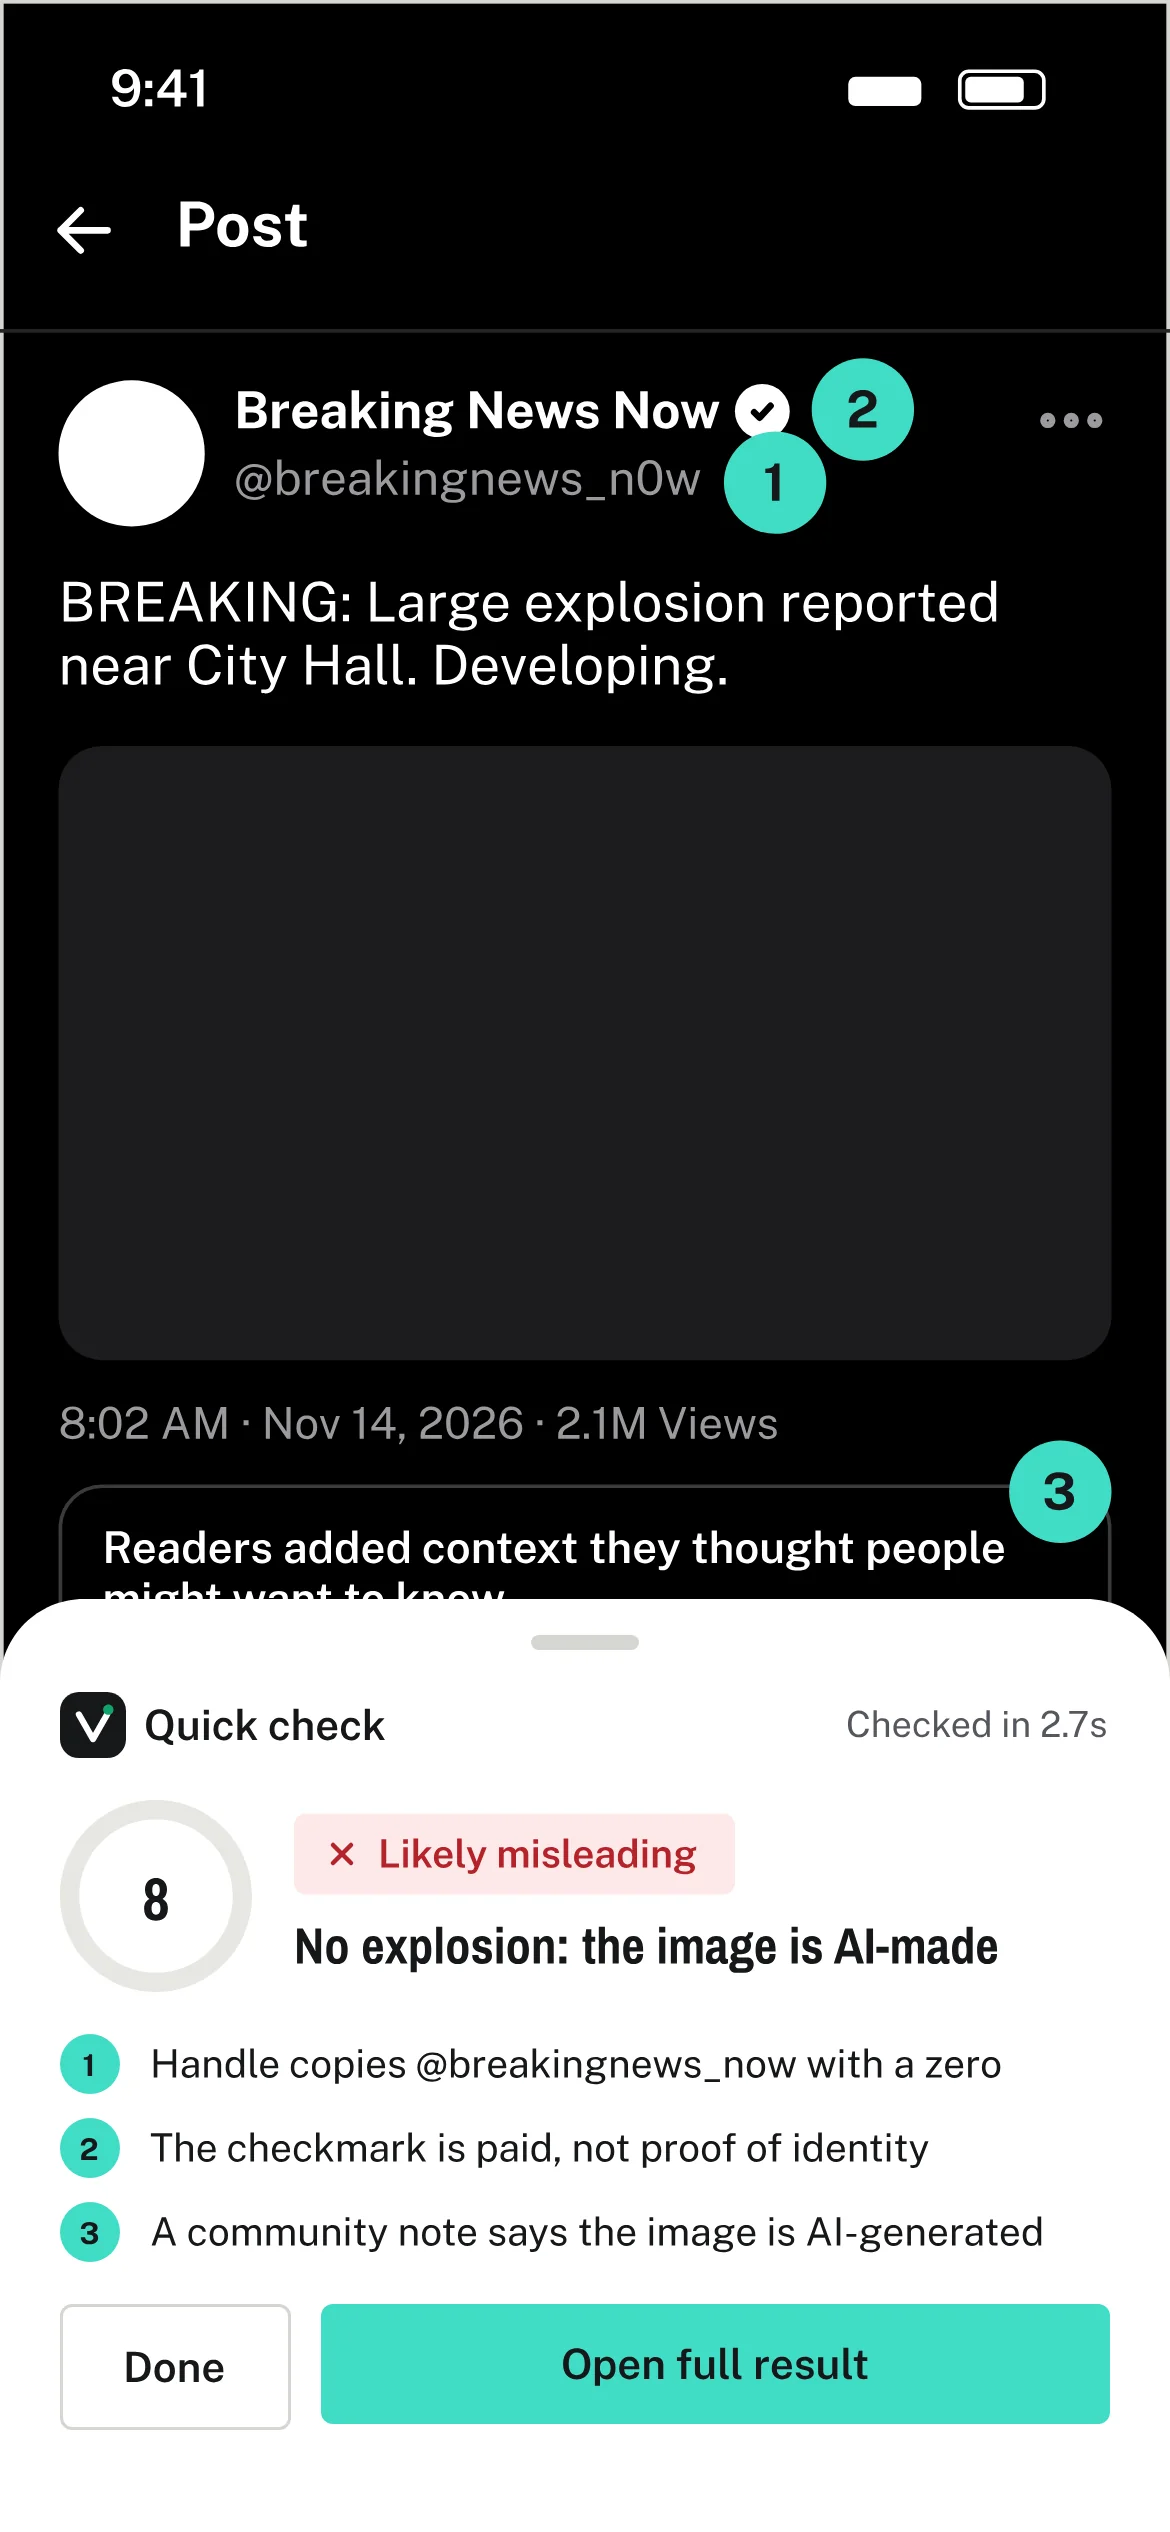 9:41
Post
Breaking News Now
2
@breakingnews_n0w
1
BREAKING: Large explosion reported
near City Hall. Developing.
8:02 AM · Nov 14, 2026 · 2.1M Views
3
Readers added context they thought people
might want to know
Quick check
Checked in 2.7s
8
Likely misleading
No explosion: the image is AI-made
1 Handle copies @breakingnews_now with a zero
2 The checkmark is paid, not proof of identity
3 A community note says the image is AI-generated
Done
Open full result